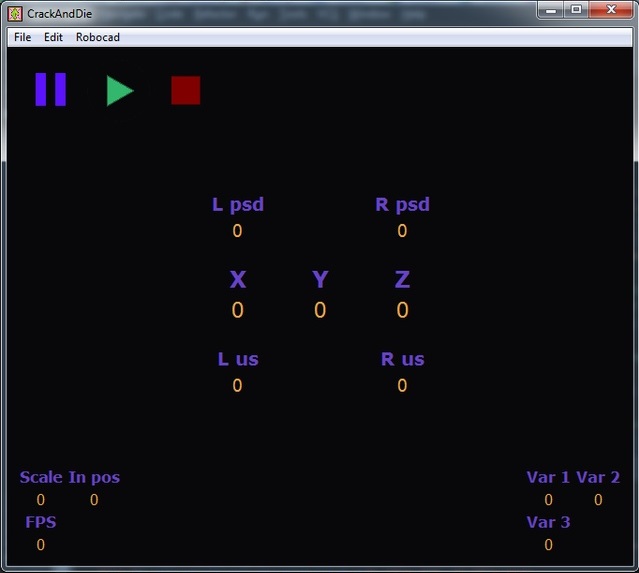 CrackAndDie
File Edit Robocad
L psd R psd
0 0
X Y Z
0 0 0
L us R us
0 0
Scale In pos Var 1 Var 2
0 0 0 0
FPS Var 3
0 0